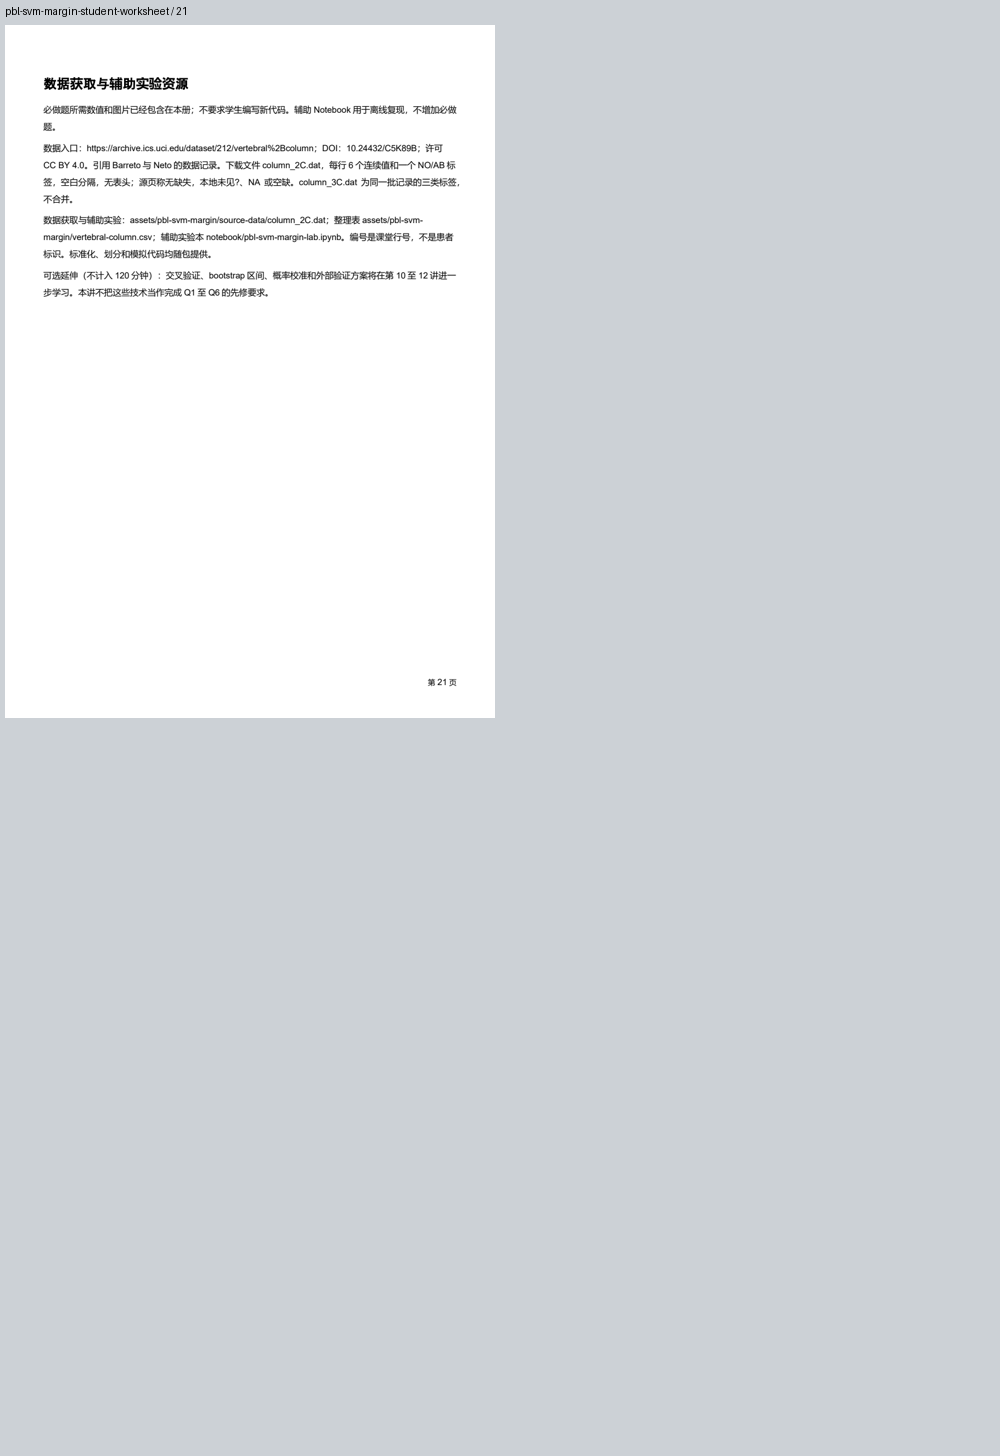 pbl-svm-margin-student-worksheet / 21
数据获取与辅助实验资源
必做题所需数值和图片已经包含在本册；不要求学生编写新代码。辅助 Notebook 用于离线复现，不增加必做
题。
数据入口：https://archive.ics.uci.edu/dataset/212/vertebral%2Bcolumn；DOI：10.24432/C5K89B；许可
CC BY 4.0。引用 Barreto 与 Neto 的数据记录。下载文件 column_2C.dat，每行 6 个连续值和一个 NO/AB 标
签，空白分隔，无表头；源页称无缺失，本地未见?、NA 或空缺。column_3C.dat 为同一批记录的三类标签，
不合并。
数据获取与辅助实验：assets/pbl-svm-margin/source-data/column_2C.dat；整理表 assets/pbl-svm-
margin/vertebral-column.csv；辅助实验本 notebook/pbl-svm-margin-lab.ipynb。编号是课堂行号，不是患者
标识。标准化、划分和模拟代码均随包提供。
可选延伸（不计入 120 分钟）：交叉验证、bootstrap 区间、概率校准和外部验证方案将在第 10 至 12 讲进一
步学习。本讲不把这些技术当作完成 Q1 至 Q6 的先修要求。
第 21 页